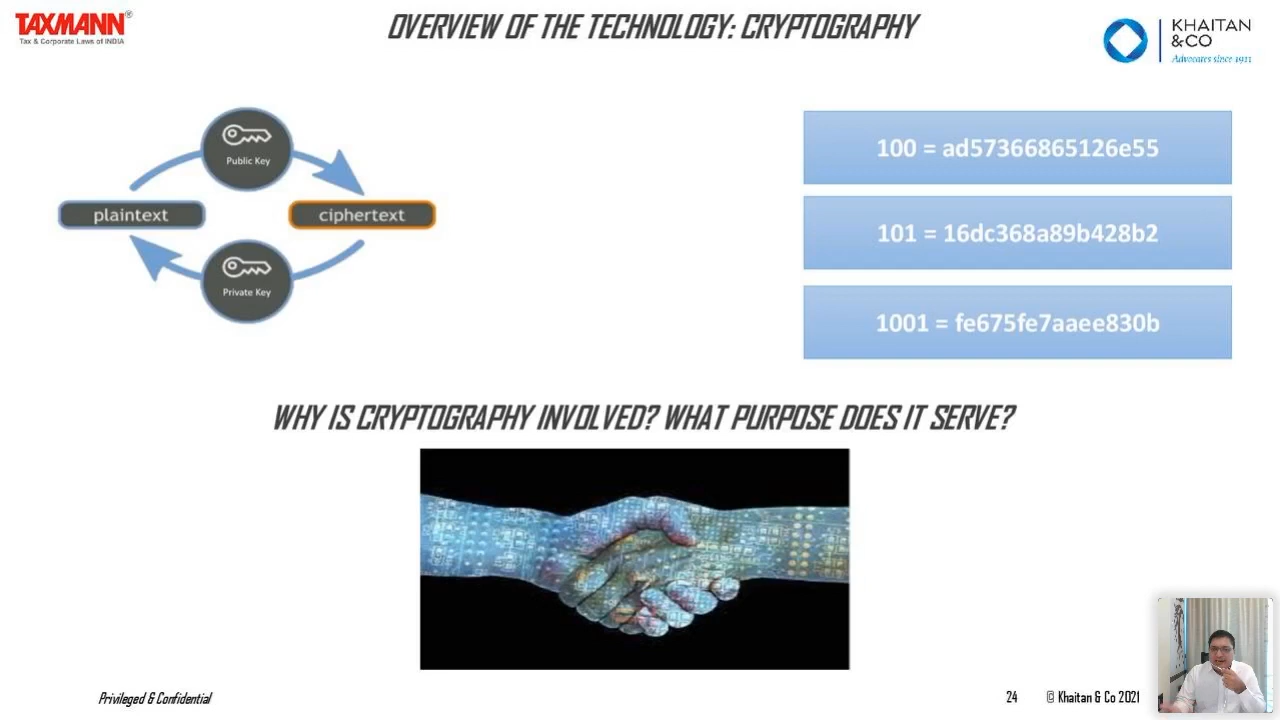 TAXMANN®
Tax & Corporate Laws of INDIA
OVERVIEW OF THE TECHNOLOGY: CRYPTOGRAPHY
KHAITAN
&CO
Advocates since 1911
Public Key
plaintext
ciphertext
Private Key
100 = ad57366865126e55
101 = 16dc368a89b428b2
1001 = fe675fe7aaee830b
WHY IS CRYPTOGRAPHY INVOLVED? WHAT PURPOSE DOES IT SERVE?
Privileged & Confidential
24
© Khaitan & Co 2021